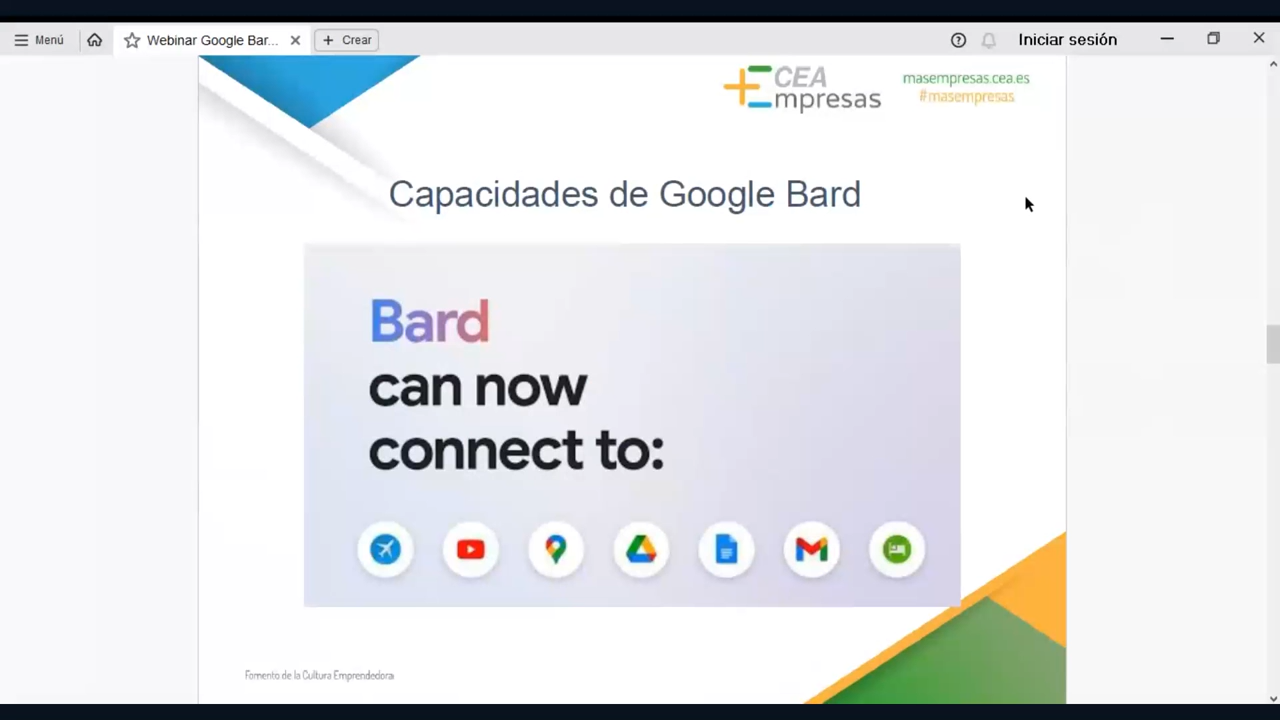 Menú
Webinar Google Bar...
Crear
Iniciar sesión
CEA
Empresas
masempresas.cea.es
#masempresas
Capacidades de Google Bard
Bard
can now
connect to:
Fomento de la Cultura Emprendedora